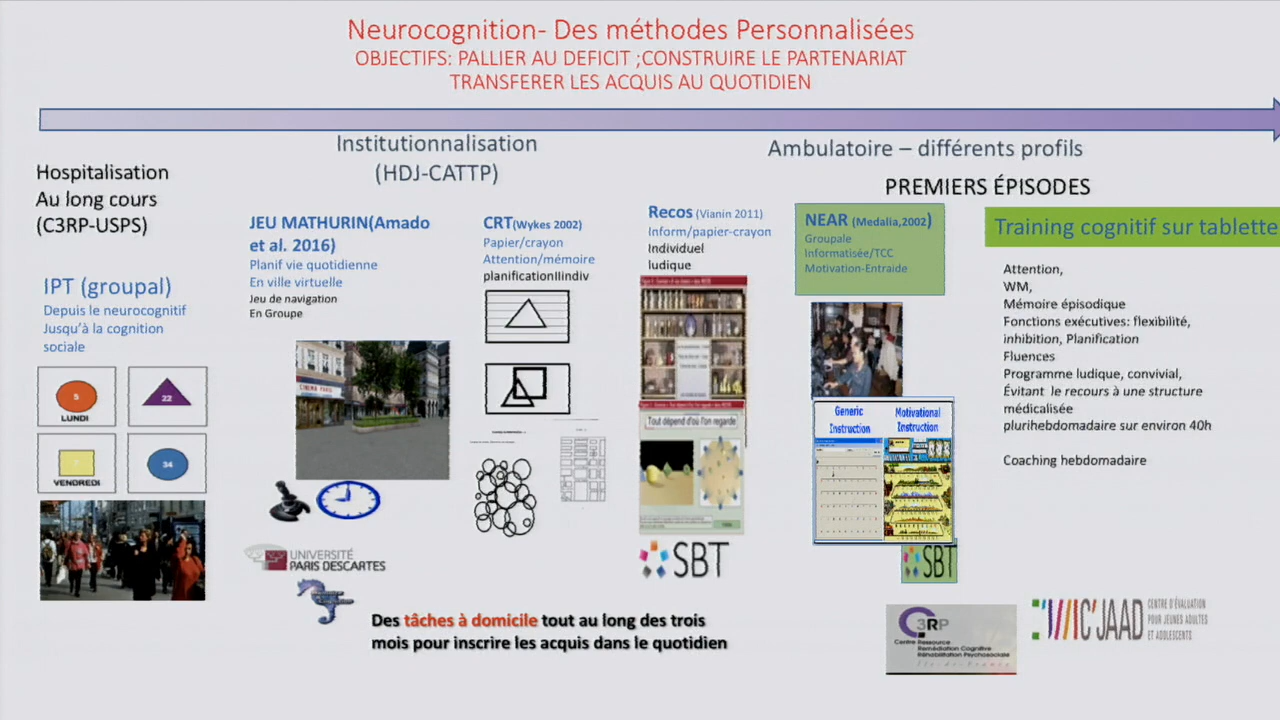 Neurocognition- Des méthodes Personnalisées
OBJECTIFS: PALLIER AU DEFICIT ;CONSTRUIRE LE PARTENARIAT
TRANSFERER LES ACQUIS AU QUOTIDIEN
Institutionnalisation
(HDJ-CATTP)
Ambulatoire – différents profils
PREMIERS ÉPISODES
Hospitalisation
Au long cours
(C3RP-USPS)
IPT (groupal)
Depuis le neurocognitif
Jusqu'à la cognition
sociale
5
LUNDI
22
VENDREDI
34
JEU MATHURIN(Amado
et al. 2016)
Planif vie quotidienne
En ville virtuelle
Jeu de navigation
En Groupe
UNIVERSITÉ
PARIS DESCARTES
CRT(Wykes 2002)
Papier/crayon
Attention/mémoire
planificationIIindiv
Recos (Vianin 2011)
Inform/papier-crayon
Individuel
ludique
Tout dépend d'où l'on regarde
SBT
NEAR (Medalia,2002)
Groupale
Informatisée/TCC
Motivation-Entraide
Generic
Instruction
Motivational
Instruction
SBT
Training cognitif sur tablette
Attention,
WM,
Mémoire épisodique
Fonctions exécutives: flexibilité,
inhibition, Planification
Fluences
Programme ludique, convivial,
Évitant le recours à une structure
médicalisée
plurihebdomadaire sur environ 40h
Coaching hebdomadaire
Des tâches à domicile tout au long des trois
mois pour inscrire les acquis dans le quotidien
C3RP
Centre Ressource
Remédiation Cognitive
Réhabilitation Psychosociale
Île-de-France
C'JAAD
CENTRE D'ÉVALUATION
POUR JEUNES ADULTES
ET ADOLESCENTS